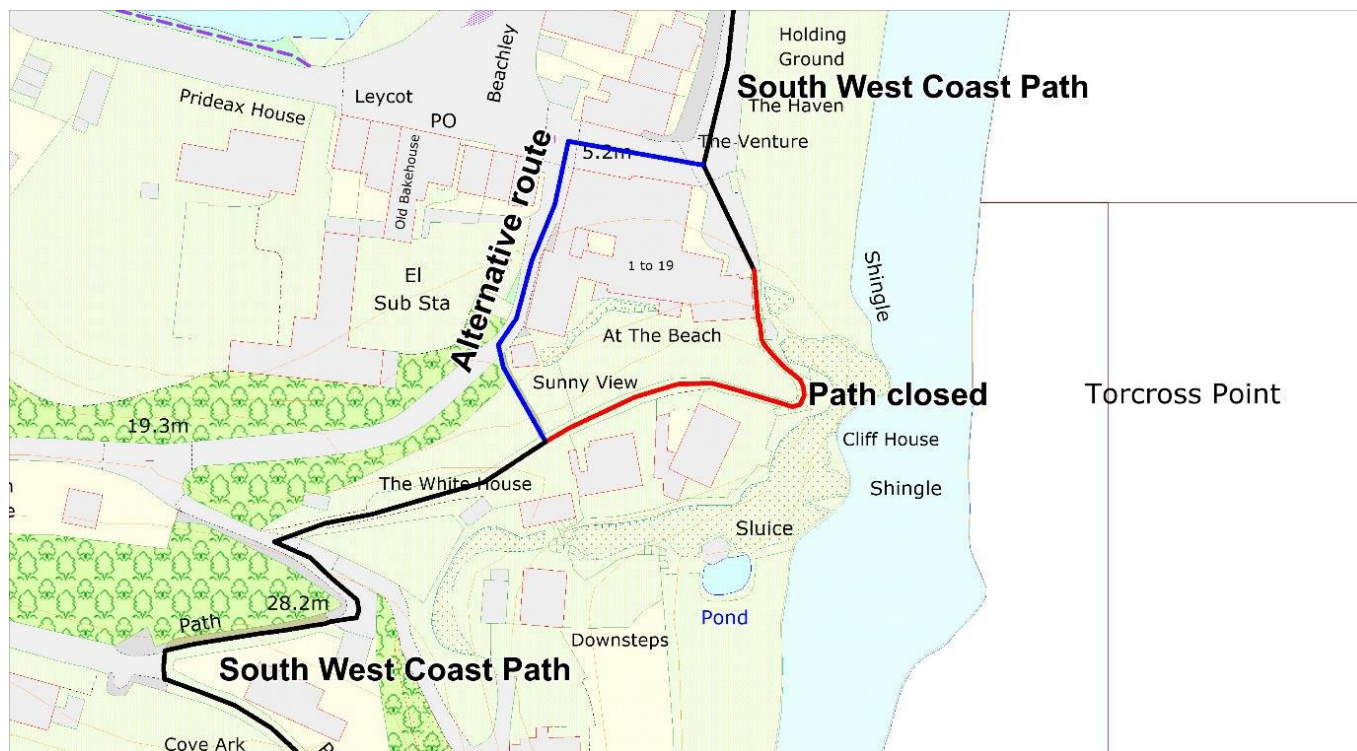 Holding
Ground
South West Coast Path
The Haven
Beachley
Leycot
Prideax House
PO
The Venture
5.2m
Old Bakehouse
Alternative route
El
Sub Sta
1 to 19
Shingle
At The Beach
Sunny View
Path closed
Torcross Point
19.3m
Cliff House
The White House
Shingle
Sluice
28.2m
Path
Pond
Downsteps
South West Coast Path
Cove Ark